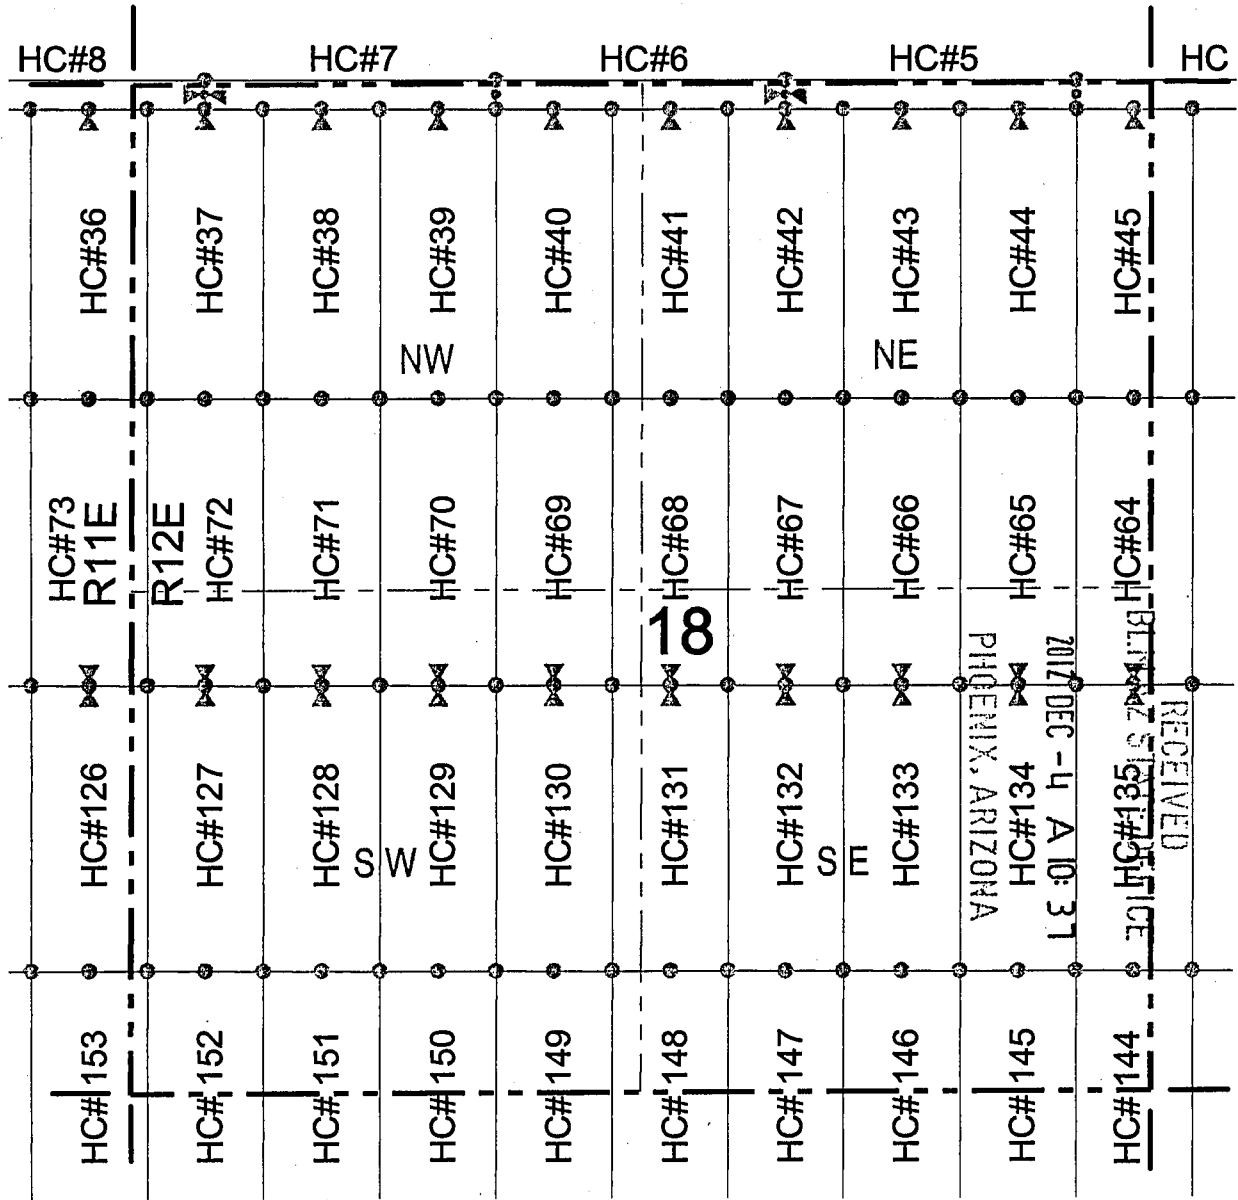 HC#8 HC#7 HC#6 HC#5 HC
HC#36 HC#37 HC#38 HC#39 HC#40 HC#41 HC#42 HC#43 HC#44 HC#45
NW NE
HC#73 R11E R12E HC#72 HC#71 HC#70 HC#69 HC#68 HC#67 HC#66 HC#65 HC#64
18
HC#126 HC#127 HC#128 HC#129 HC#130 HC#131 HC#132 HC#133 HC#134 HC#135
SW SE
HC#153 HC#152 HC#151 HC#150 HC#149 HC#148 HC#147 HC#146 HC#145 HC#144
RECEIVED
2017 DEC -4 A 10:37
PHOENIX, ARIZONA